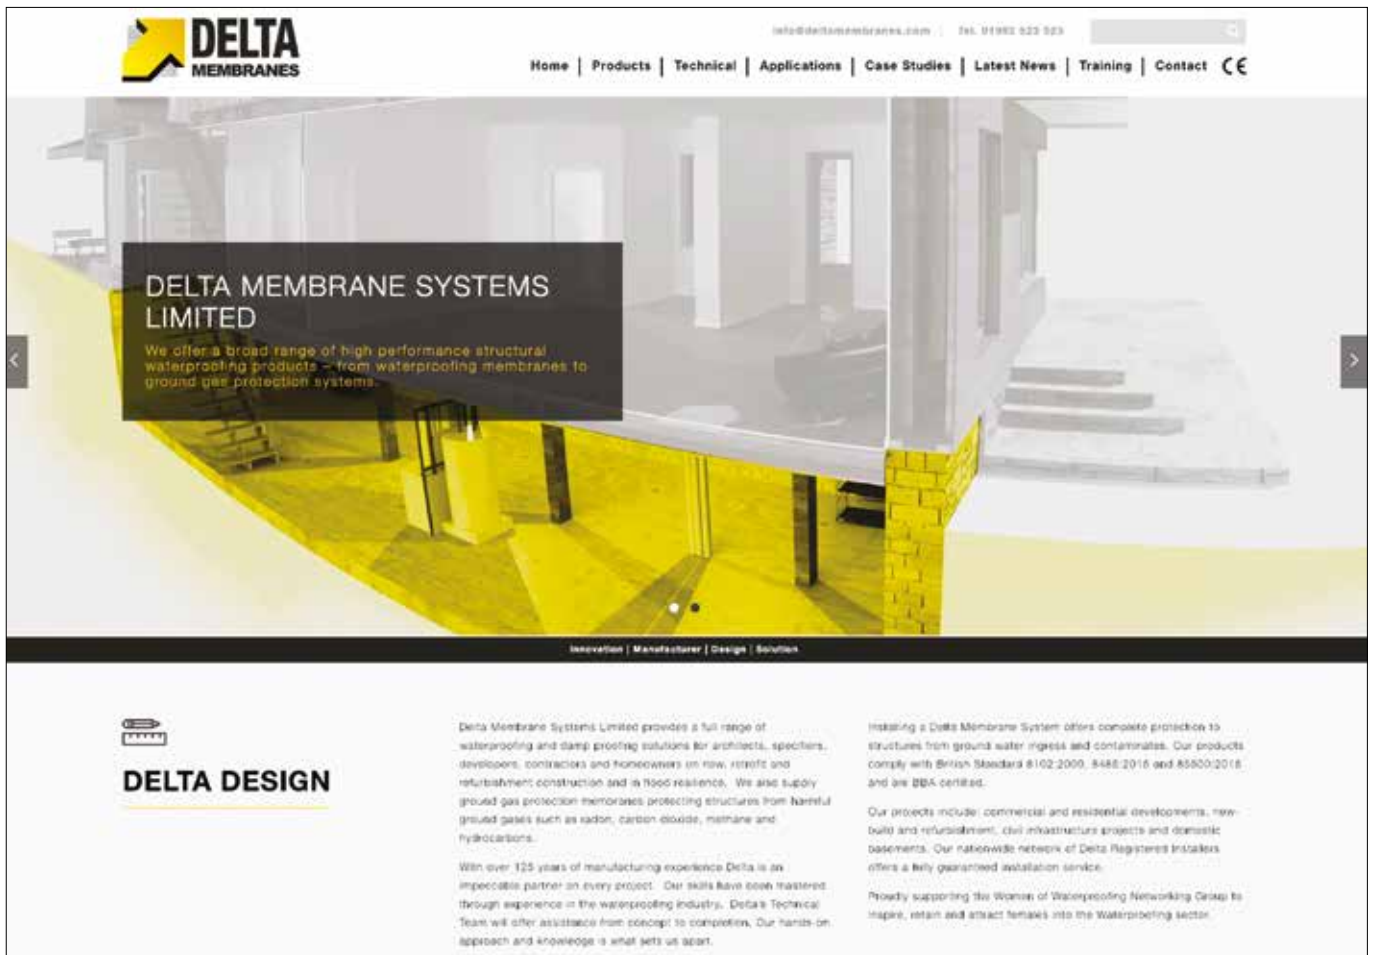 DELTA
MEMBRANES
info@deltamembranes.com | Tel. 01992 523 523
Home | Products | Technical | Applications | Case Studies | Latest News | Training | Contact CE
DELTA MEMBRANE SYSTEMS
LIMITED
We offer a broad range of high performance structural
waterproofing products – from waterproofing membranes to
ground gas protection systems.
Innovation | Manufacturer | Design | Solution
DELTA DESIGN
Delta Membrane Systems Limited provides a full range of
waterproofing and damp proofing solutions for architects, specifiers,
developers, contractors and homeowners on new, retrofit and
refurbishment construction and in flood resilience. We also supply
ground gas protection membranes protecting structures from harmful
ground gases such as radon, carbon dioxide, methane and
hydrocarbons.
With over 125 years of manufacturing experience Delta is an
impeccable partner on every project. Our skills have been mastered
through experience in the waterproofing industry. Delta's Technical
Team will offer assistance from concept to completion. Our hands-on
approach and knowledge is what sets us apart.
Installing a Delta Membrane System offers complete protection to
structures from ground water ingress and contaminates. Our products
comply with British Standard 8102:2009, 8485:2015 and 85500:2015
and are BBA certified.
Our projects include: commercial and residential developments, new-
build and refurbishment, civil infrastructure projects and domestic
basements. Our nationwide network of Delta Registered Installers
offers a fully guaranteed installation service.
Proudly supporting the Women of Waterproofing Networking Group to
inspire, retain and attract females into the Waterproofing sector.